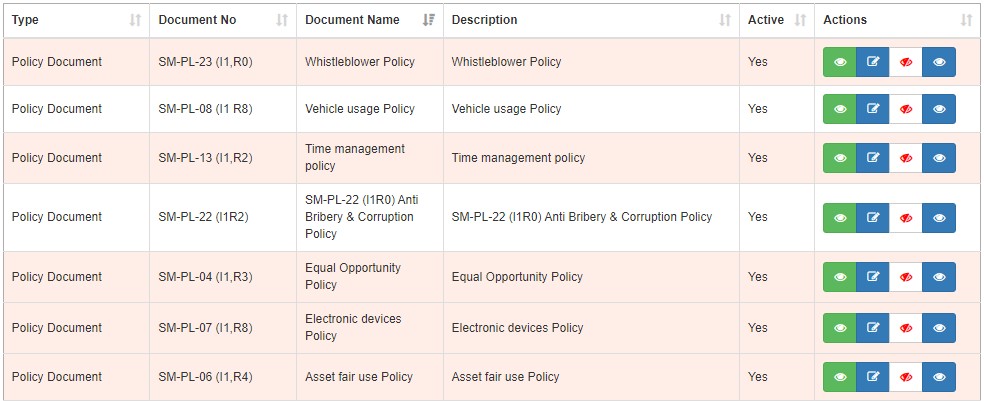 Type Document No Document Name Description Active Actions
Policy Document SM-PL-23 (I1,R0) Whistleblower Policy Whistleblower Policy Yes
Policy Document SM-PL-08 (I1 R8) Vehicle usage Policy Vehicle usage Policy Yes
Policy Document SM-PL-13 (I1,R2) Time management policy Time management policy Yes
Policy Document SM-PL-22 (I1R2) SM-PL-22 (I1R0) Anti Bribery & Corruption Policy SM-PL-22 (I1R0) Anti Bribery & Corruption Policy Yes
Policy Document SM-PL-04 (I1,R3) Equal Opportunity Policy Equal Opportunity Policy Yes
Policy Document SM-PL-07 (I1,R8) Electronic devices Policy Electronic devices Policy Yes
Policy Document SM-PL-06 (I1,R4) Asset fair use Policy Asset fair use Policy Yes